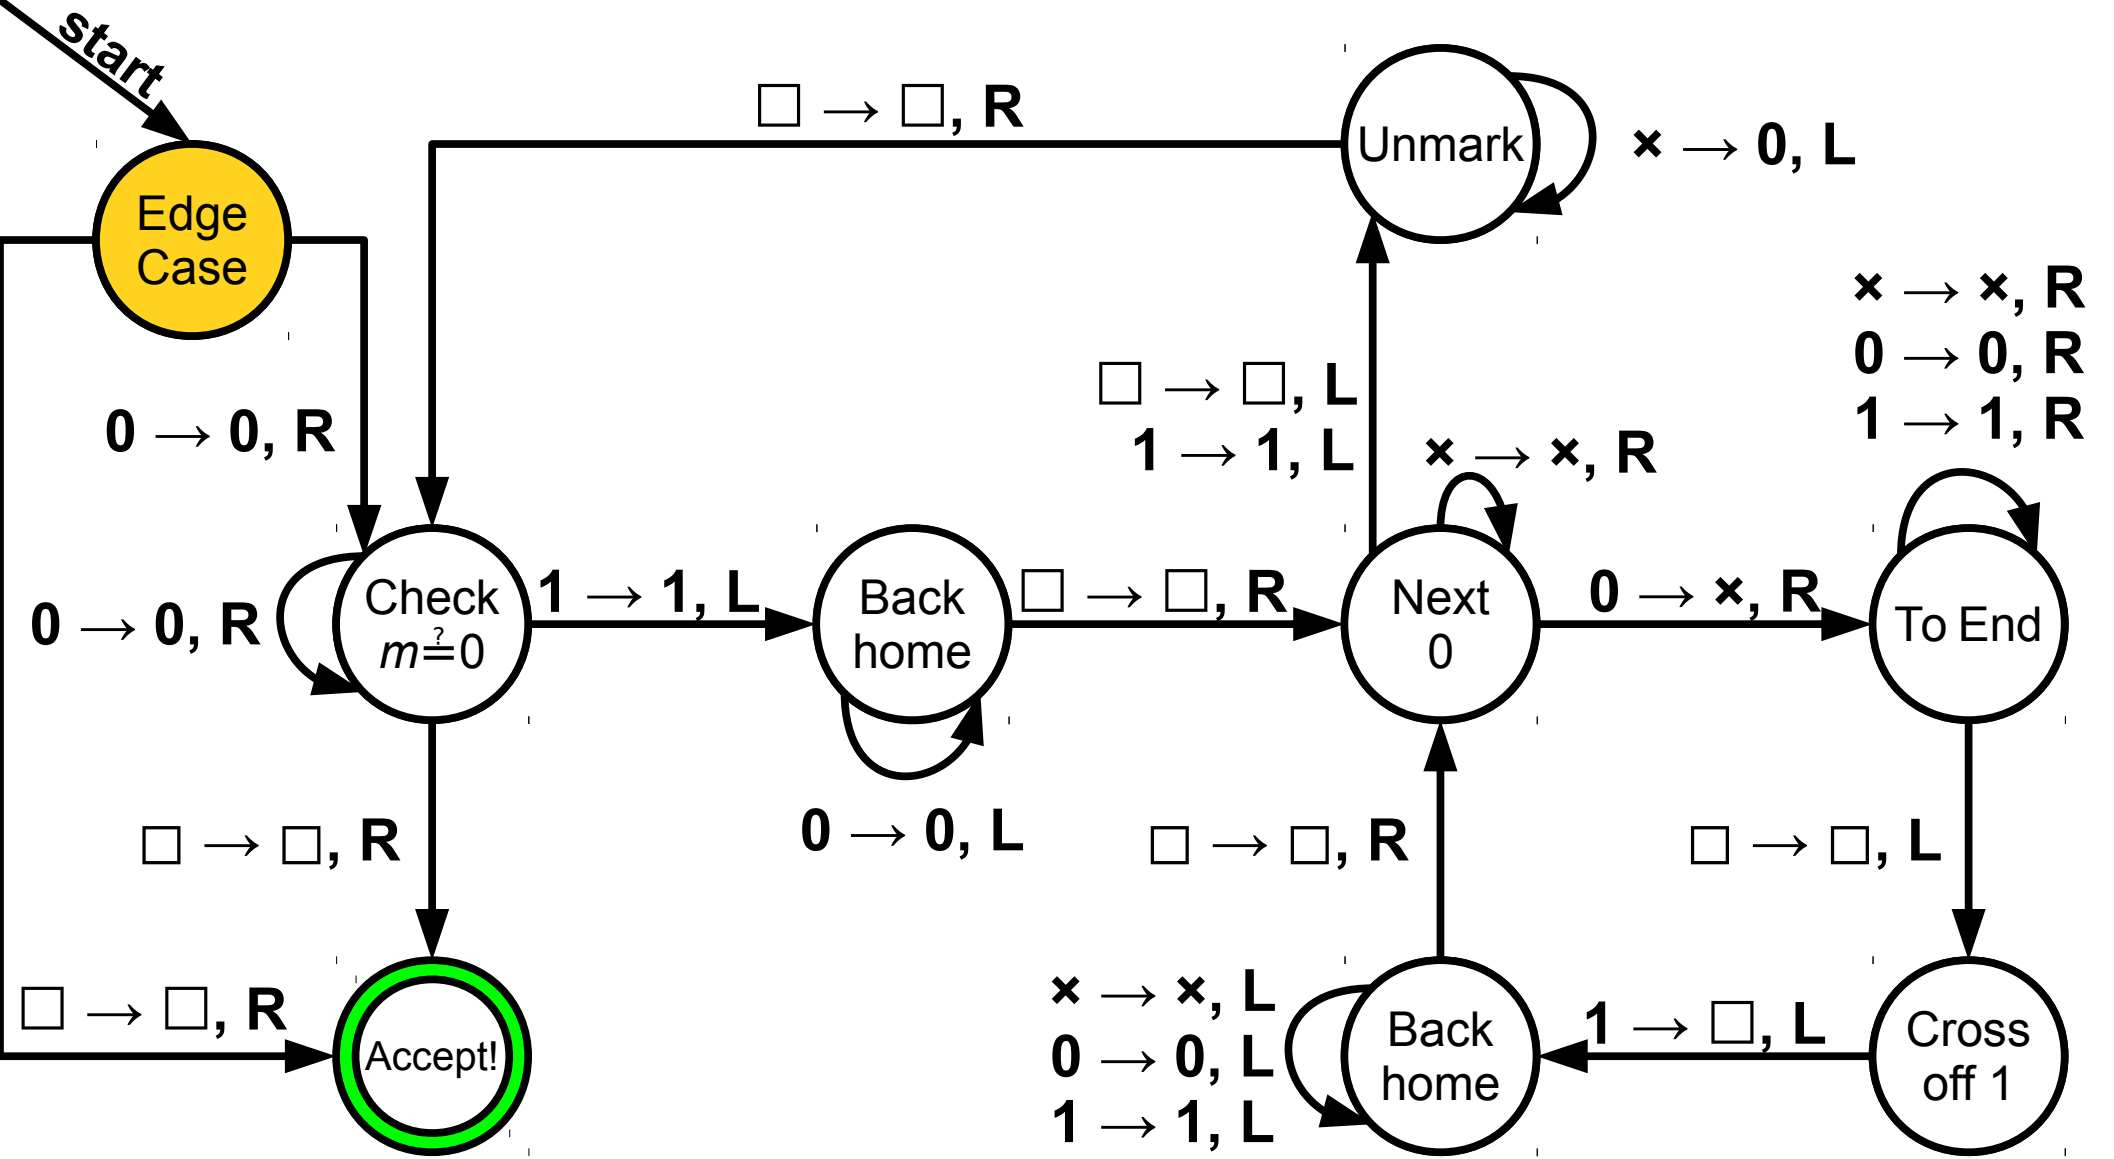 start
□ → □, R
Unmark
× → 0, L
Edge
Case
× → ×, R
0 → 0, R
1 → 1, R
□ → □, L
1 → 1, L
0 → 0, R
× → ×, R
0 → 0, R
Check
m≟0
1 → 1, L
Back
home
□ → □, R
Next
0
0 → ×, R
To End
0 → 0, L
□ → □, R
□ → □, R
□ → □, L
□ → □, R
Accept!
× → ×, L
0 → 0, L
1 → 1, L
Back
home
1 → □, L
Cross
off 1